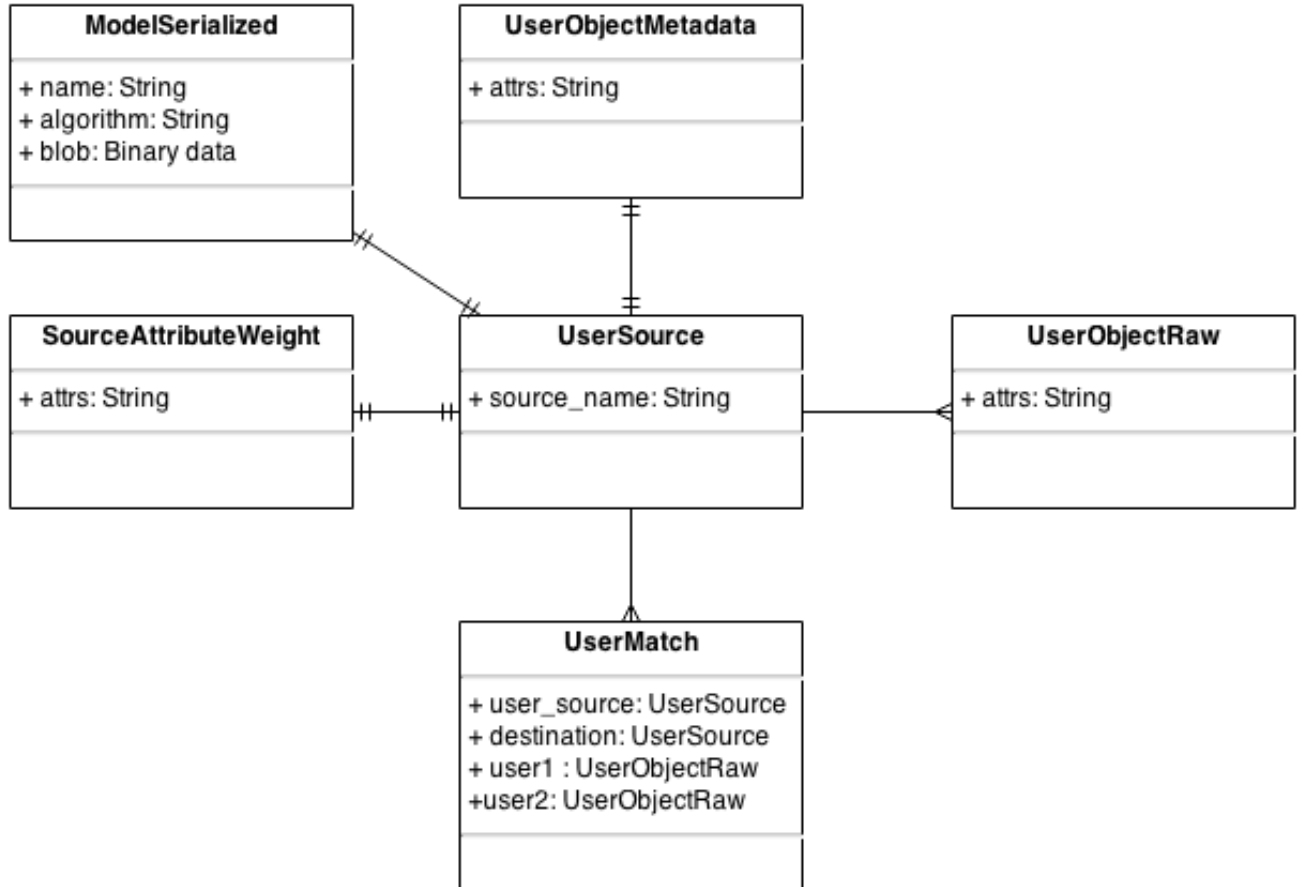 ModelSerialized
+ name: String
+ algorithm: String
+ blob: Binary data
UserObjectMetadata
+ attrs: String
SourceAttributeWeight
+ attrs: String
UserSource
+ source_name: String
UserObjectRaw
+ attrs: String
UserMatch
+ user_source: UserSource
+ destination: UserSource
+ user1 : UserObjectRaw
+user2: UserObjectRaw